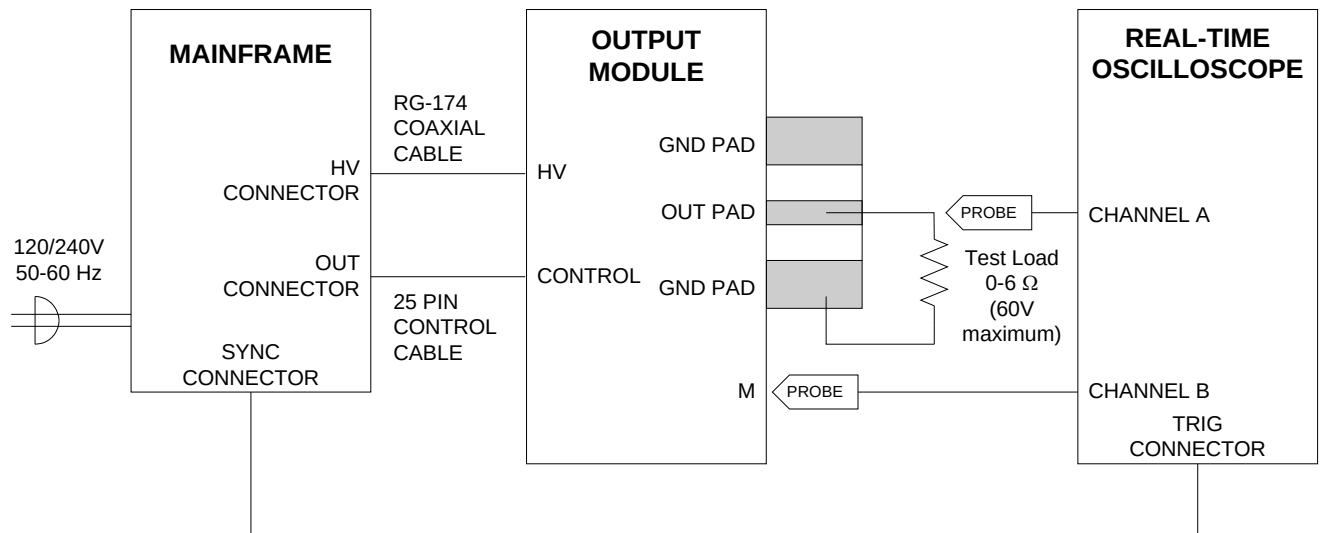 MAINFRAME
HV
CONNECTOR
OUT
CONNECTOR
SYNC
CONNECTOR
120/240V
50-60 Hz
RG-174
COAXIAL
CABLE
25 PIN
CONTROL
CABLE
OUTPUT
MODULE
HV
CONTROL
GND PAD
OUT PAD
GND PAD
M
PROBE
Test Load
0-6 Ω
(60V
maximum)
PROBE
REAL-TIME
OSCILLOSCOPE
CHANNEL A
CHANNEL B
TRIG
CONNECTOR